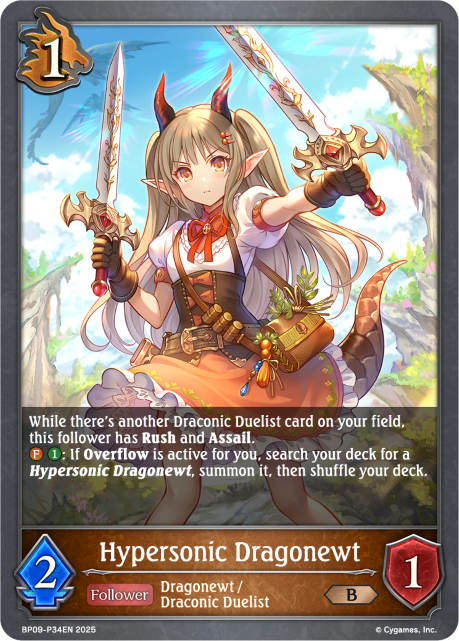 1
While there's another Draconic Duelist card on your field,
this follower has Rush and Assail.
F 1: If Overflow is active for you, search your deck for a
Hypersonic Dragonewt, summon it, then shuffle your deck.
Hypersonic Dragonewt
2
Follower
Dragonewt /
Draconic Duelist
B
1
BP09-P34EN 2025
© Cygames, Inc.